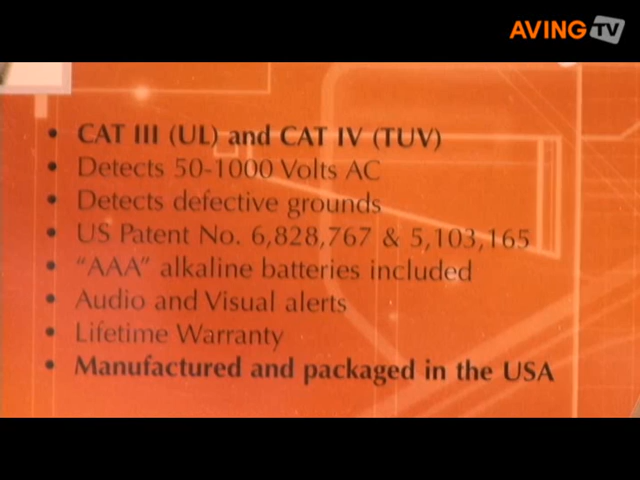 AVING TV
• CAT III (UL) and CAT IV (TUV)
• Detects 50-1000 Volts AC
• Detects defective grounds
• US Patent No. 6,828,767 & 5,103,165
• “AAA” alkaline batteries included
• Audio and Visual alerts
• Lifetime Warranty
• Manufactured and packaged in the USA